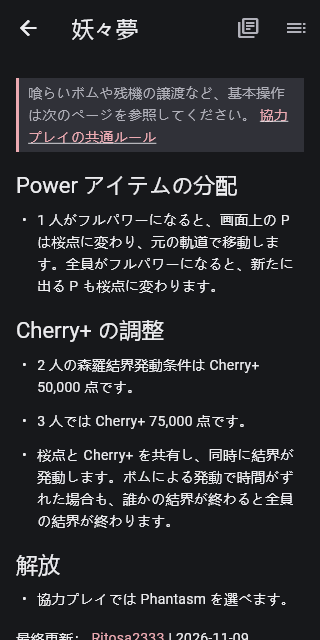 妖々夢
喰らいボムや残機の譲渡など、基本操作
は次のページを参照してください。 協力
プレイの共通ルール
Power アイテムの分配
・ 1 人がフルパワーになると、画面上の P
は桜点に変わり、元の軌道で移動しま
す。全員がフルパワーになると、新たに
出る P も桜点に変わります。
Cherry+ の調整
・ 2 人の森羅結界発動条件は Cherry+
50,000 点です。
・ 3 人では Cherry+ 75,000 点です。
・ 桜点と Cherry+ を共有し、同時に結界が
発動します。ボムによる発動で時間がず
れた場合も、誰かの結界が終わると全員
の結界が終わります。
解放
・ 協力プレイでは Phantasm を選べます。
最終更新： Ritosa2333 | 2026-11-09